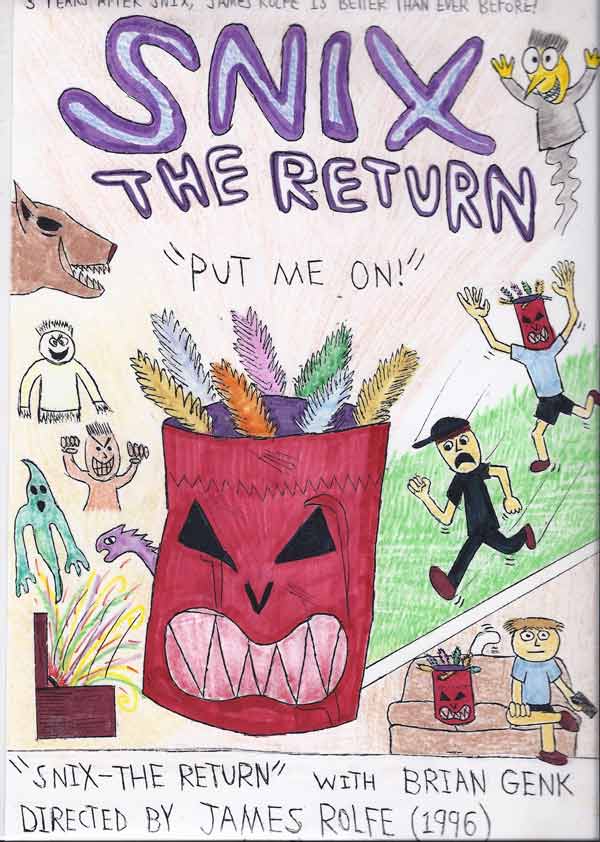 3 YEARS AFTER SNIX, JAMES ROLFE IS BETTER THAN EVER BEFORE!
SNIX
THE RETURN
"PUT ME ON!"
"SNIX-THE RETURN" WITH BRIAN GENK
DIRECTED BY JAMES ROLFE (1996)